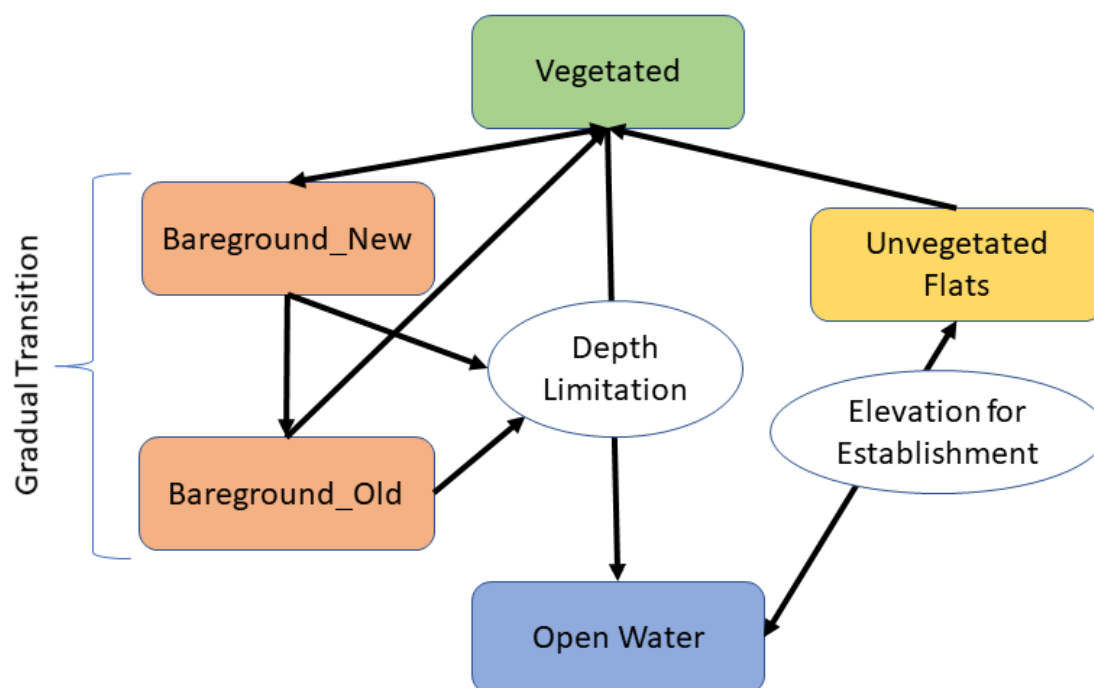 Vegetated
Bareground_New
Unvegetated
Flats
Gradual Transition
Depth
Limitation
Elevation for
Establishment
Bareground_Old
Open Water